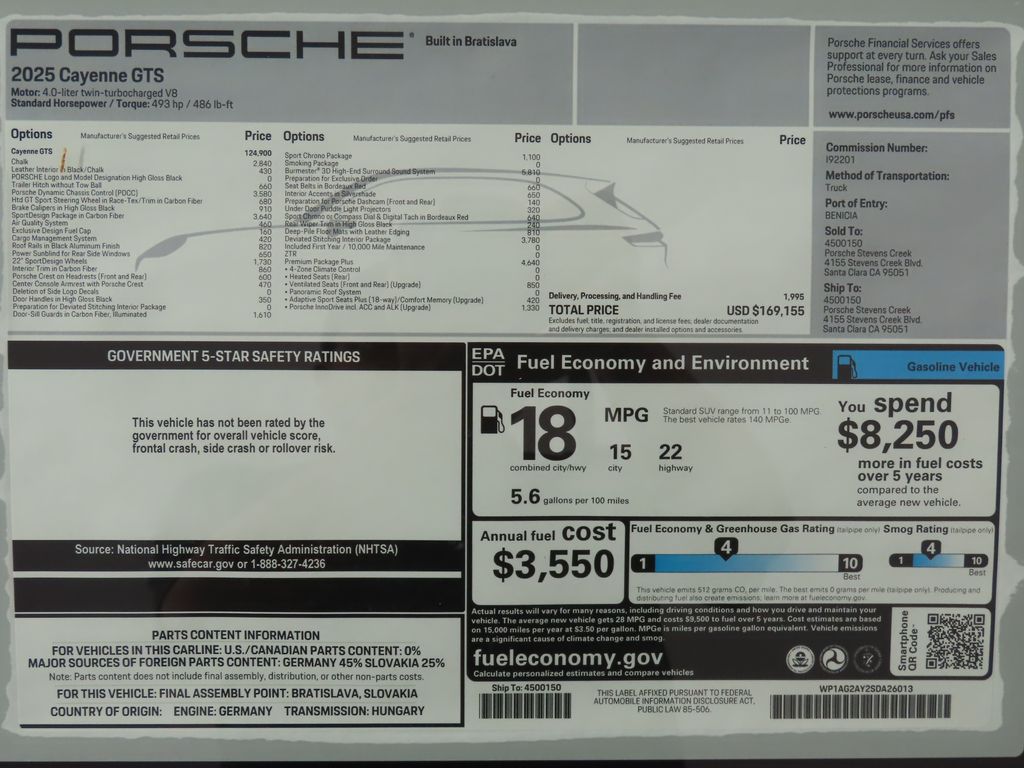 PORSCHE®
Built in Bratislava
2025 Cayenne GTS
Motor: 4.0-liter twin-turbocharged V8
Standard Horsepower / Torque: 493 hp / 486 lb-ft
Porsche Financial Services offers
support at every turn. Ask your Sales
Professional for more information on
Porsche lease, finance and vehicle
protections programs.
www.porscheusa.com/pfs
Options Manufacturer's Suggested Retail Prices Price
Cayenne GTS 124,900
Chalk 2,840
Leather Interior in Black/Chalk 430
PORSCHE Logo and Model Designation High Gloss Black 0
Trailer Hitch without Tow Ball 660
Porsche Dynamic Chassis Control (PDCC) 3,580
Htd GT Sport Steering Wheel in Race-Tex/Trim in Carbon Fiber 680
Brake Calipers in High Gloss Black 910
SportDesign Package in Carbon Fiber 3,640
Air Quality System 460
Exclusive Design Fuel Cap 160
Cargo Management System 420
Roof Rails in Black Aluminum Finish 820
Power Sunblind for Rear Side Windows 650
22" SportDesign Wheels 1,730
Interior Trim in Carbon Fiber 860
Porsche Crest on Headrests (Front and Rear) 600
Center Console Armrest with Porsche Crest 470
Deletion of Side Logo Decals 0
Door Handles in High Gloss Black 350
Preparation for Deviated Stitching Interior Package 0
Door-Sill Guards in Carbon Fiber, Illuminated 1,610
Options Manufacturer's Suggested Retail Prices Price
Sport Chrono Package 1,100
Smoking Package 0
Burmester® 3D High-End Surround Sound System 5,810
Preparation for Exclusive Order 0
Seat Belts in Bordeaux Red 660
Interior Accents in Silvershade 650
Preparation for Porsche Dashcam (Front and Rear) 140
Under Door Puddle Light Projectors 320
Sport Chrono or Compass Dial & Digital Tach in Bordeaux Red 640
Rear Wiper Trim in High Gloss Black 240
Deep-Pile Floor Mats with Leather Edging 810
Deviated Stitching Interior Package 3,780
Included First Year / 10,000 Mile Maintenance 0
ZTR 0
Premium Package Plus 4,640
• 4-Zone Climate Control 0
• Heated Seats (Rear) 0
• Ventilated Seats (Front and Rear) (Upgrade) 850
• Panoramic Roof System 0
• Adaptive Sport Seats Plus (18-way)/Comfort Memory (Upgrade) 420
• Porsche InnoDrive incl. ACC and ALK (Upgrade) 1,330
Options Manufacturer's Suggested Retail Prices Price
Delivery, Processing, and Handling Fee 1,995
TOTAL PRICE USD $169,155
Excludes fuel, title, registration, and license fees, dealer documentation
and delivery charges, and dealer installed options and accessories.
Commission Number:
I92201
Method of Transportation:
Truck
Port of Entry:
BENICIA
Sold To:
4500150
Porsche Stevens Creek
4155 Stevens Creek Blvd.
Santa Clara CA 95051
Ship To:
4500150
Porsche Stevens Creek
4155 Stevens Creek Blvd.
Santa Clara CA 95051
GOVERNMENT 5-STAR SAFETY RATINGS
This vehicle has not been rated by the
government for overall vehicle score,
frontal crash, side crash or rollover risk.
Source: National Highway Traffic Safety Administration (NHTSA)
www.safecar.gov or 1-888-327-4236
PARTS CONTENT INFORMATION
FOR VEHICLES IN THIS CARLINE: U.S./CANADIAN PARTS CONTENT: 0%
MAJOR SOURCES OF FOREIGN PARTS CONTENT: GERMANY 45% SLOVAKIA 25%
Note: Parts content does not include final assembly, distribution, or other non-parts costs.
FOR THIS VEHICLE: FINAL ASSEMBLY POINT: BRATISLAVA, SLOVAKIA
COUNTRY OF ORIGIN: ENGINE: GERMANY TRANSMISSION: HUNGARY
EPA
DOT
Fuel Economy and Environment
Gasoline Vehicle
Fuel Economy
18 MPG
combined city/hwy
15
city
22
highway
Standard SUV range from 11 to 100 MPG.
The best vehicle rates 140 MPGe.
5.6 gallons per 100 miles
You spend
$8,250
more in fuel costs
over 5 years
compared to the
average new vehicle.
Annual fuel cost
$3,550
Fuel Economy & Greenhouse Gas Rating (tailpipe only)
1 4 10
Best
Smog Rating (tailpipe only)
1 4 10
Best
This vehicle emits 512 grams CO₂ per mile. The best emits 0 grams per mile (tailpipe only). Producing and
distributing fuel also create emissions; learn more at fueleconomy.gov.
Actual results will vary for many reasons, including driving conditions and how you drive and maintain your
vehicle. The average new vehicle gets 28 MPG and costs $9,500 to fuel over 5 years. Cost estimates are based
on 15,000 miles per year at $3.50 per gallon. MPGe is miles per gasoline gallon equivalent. Vehicle emissions
are a significant cause of climate change and smog.
fueleconomy.gov
Calculate personalized estimates and compare vehicles
Smartphone
QR Code™
Ship To: 4500150
THIS LABEL AFFIXED PURSUANT TO FEDERAL
AUTOMOBILE INFORMATION DISCLOSURE ACT,
PUBLIC LAW 85-506.
WP1AG2AY2SDA26013